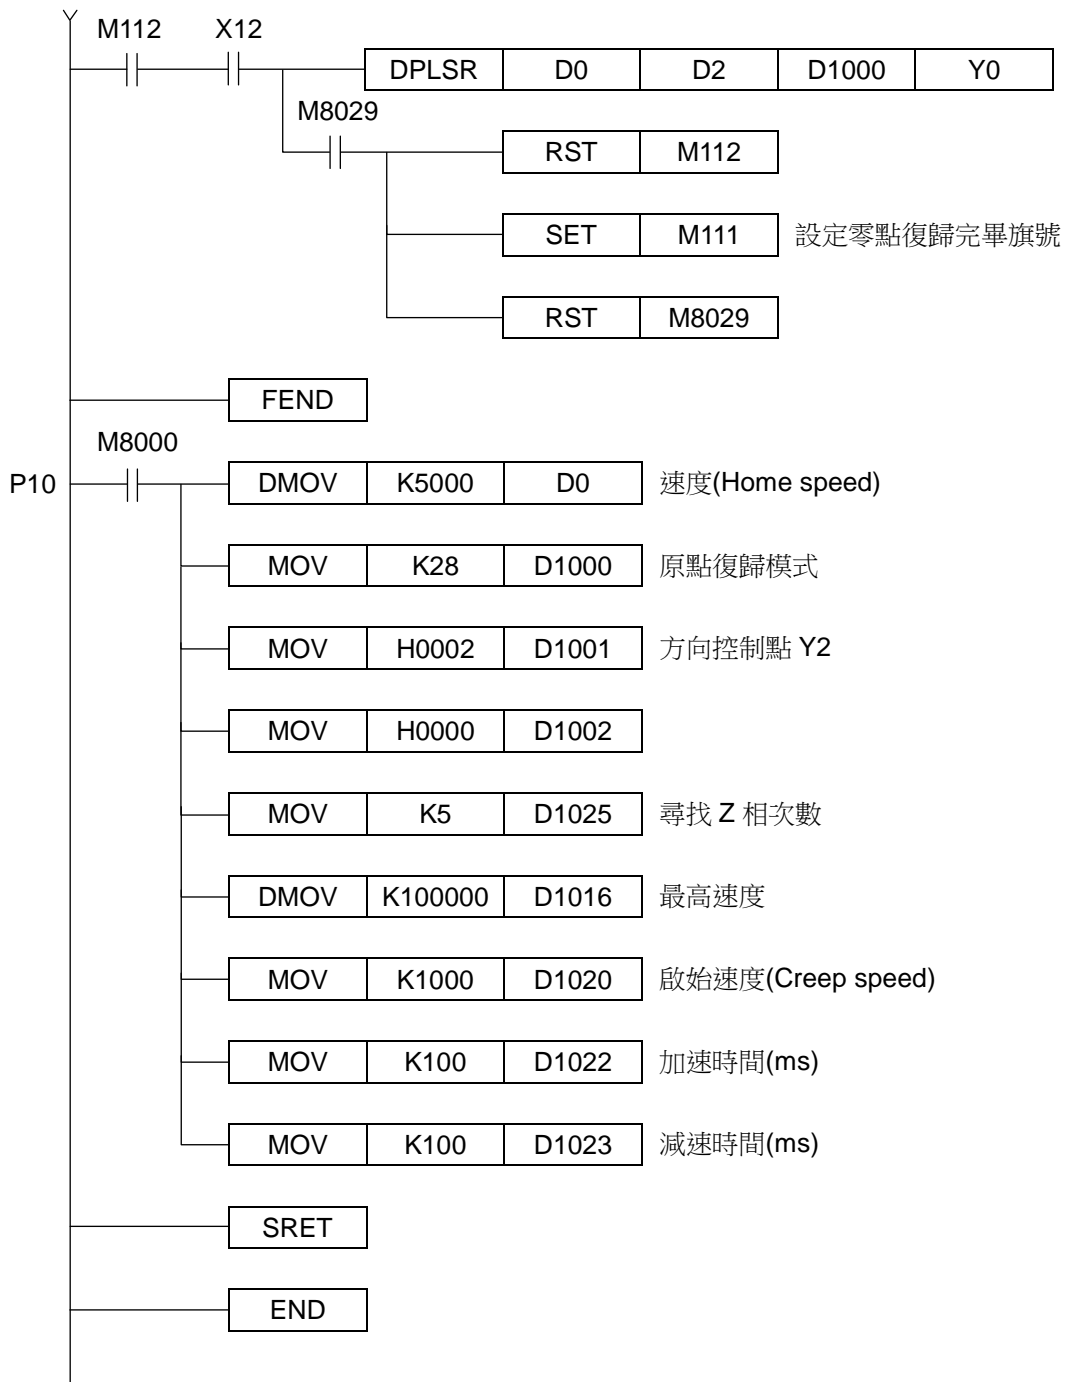 M112 X12
DPLSR D0 D2 D1000 Y0
M8029
RST M112
SET M111 設定零點復歸完畢旗號
RST M8029
FEND
M8000
P10 DMOV K5000 D0 速度(Home speed)
MOV K28 D1000 原點復歸模式
MOV H0002 D1001 方向控制點 Y2
MOV H0000 D1002
MOV K5 D1025 尋找 Z 相次數
DMOV K100000 D1016 最高速度
MOV K1000 D1020 啟始速度(Creep speed)
MOV K100 D1022 加速時間(ms)
MOV K100 D1023 減速時間(ms)
SRET
END